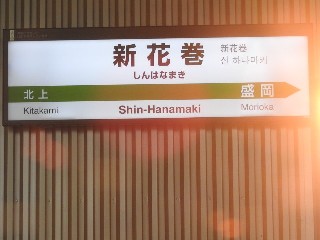 新花巻
しんはなまき
新花巻
신 하나마키
北上
盛岡
Kitakami
Shin-Hanamaki
Morioka